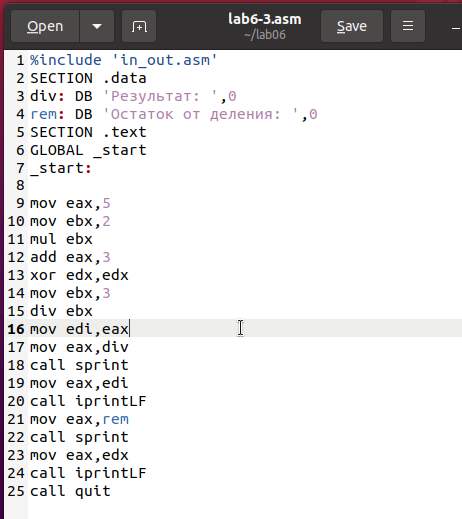 Open
lab6-3.asm
~/lab06
Save
1 %include 'in_out.asm'
2 SECTION .data
3 div: DB 'Результат: ',0
4 rem: DB 'Остаток от деления: ',0
5 SECTION .text
6 GLOBAL _start
7 _start:
8
9 mov eax,5
10 mov ebx,2
11 mul ebx
12 add eax,3
13 xor edx,edx
14 mov ebx,3
15 div ebx
16 mov edi,eax
17 mov eax,div
18 call sprint
19 mov eax,edi
20 call iprintLF
21 mov eax,rem
22 call sprint
23 mov eax,edx
24 call iprintLF
25 call quit